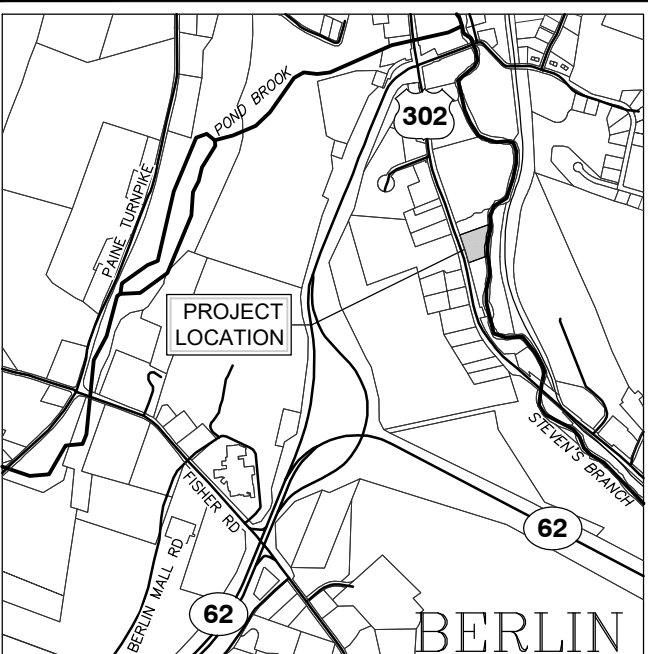 POND BROOK
302
PAINE TURNPIKE
PROJECT
LOCATION
STEVEN'S BRANCH
FISHER RD
62
BERLIN MALL RD
62
BERLIN